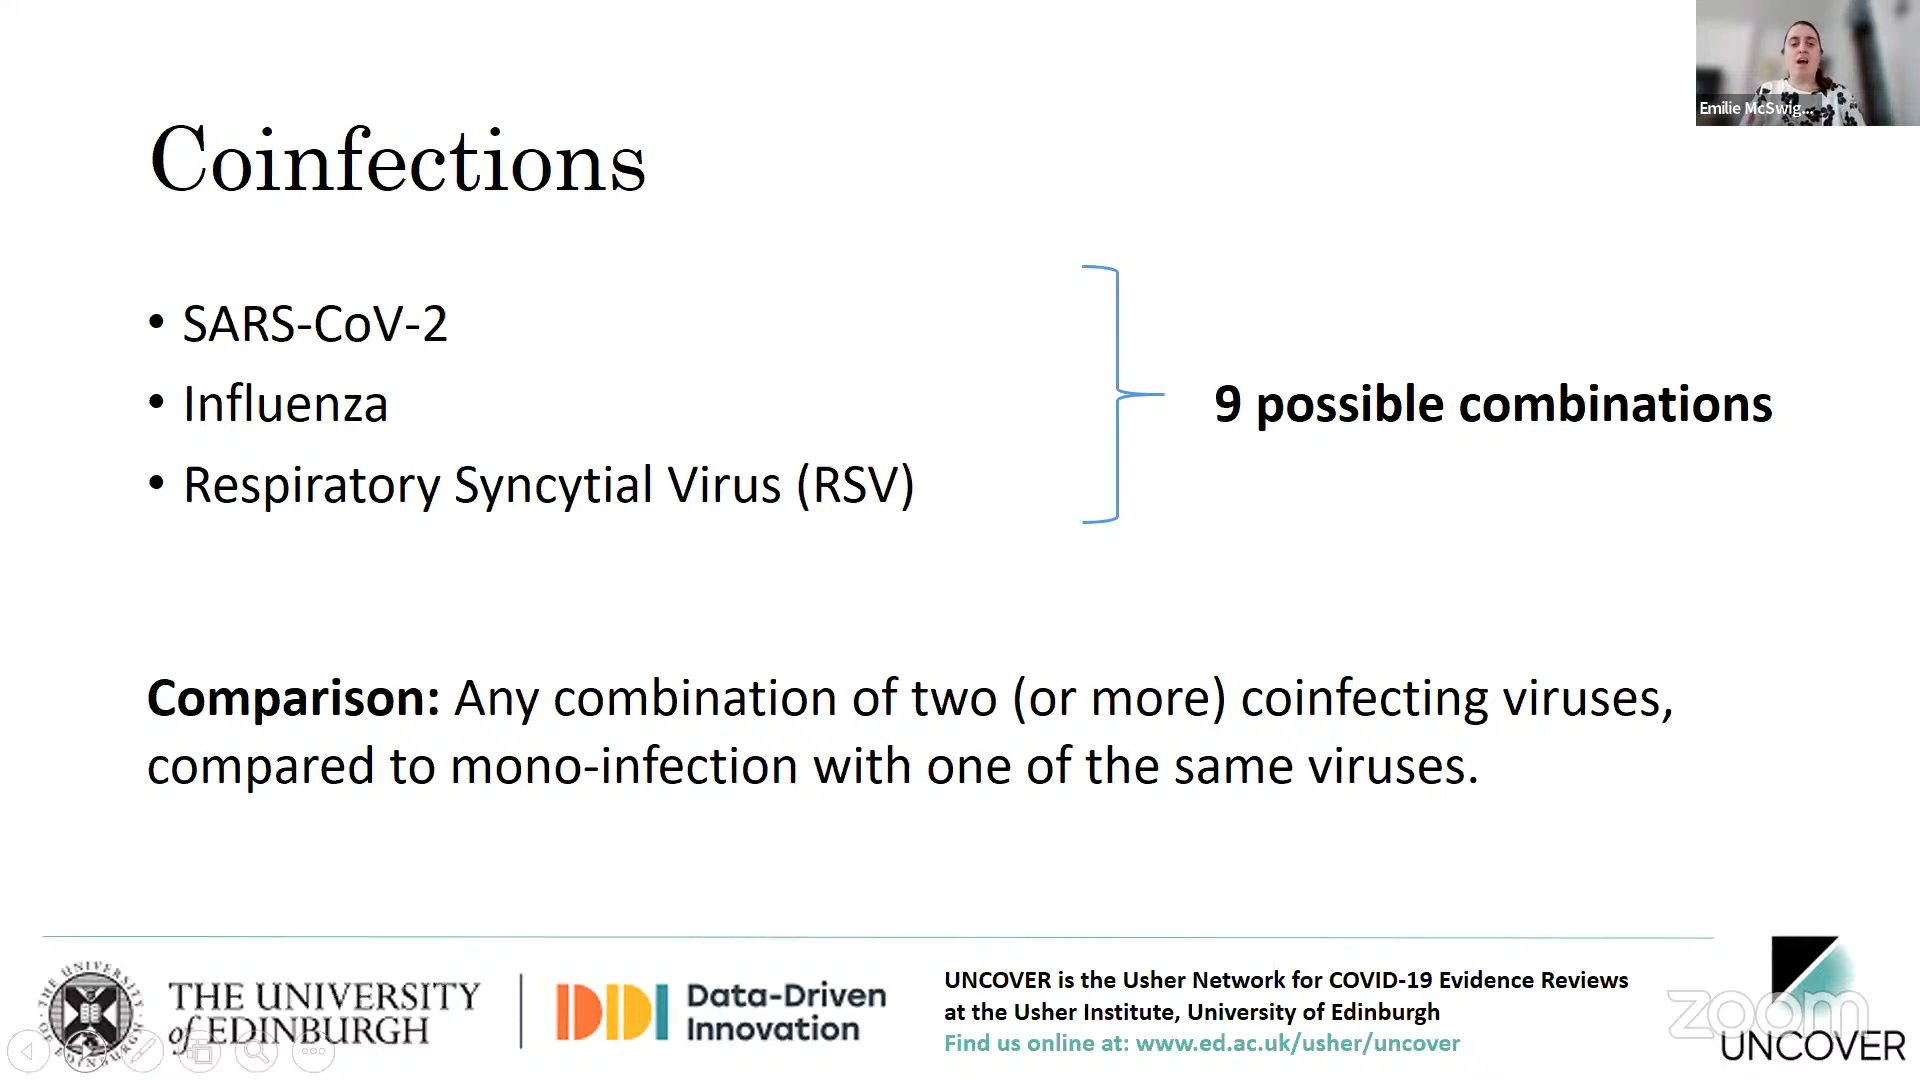 Emilie McSwig...
Coinfections
• SARS-CoV-2
• Influenza
• Respiratory Syncytial Virus (RSV)
9 possible combinations
Comparison: Any combination of two (or more) coinfecting viruses,
compared to mono-infection with one of the same viruses.
THE UNIVERSITY
of EDINBURGH
DDI
Data-Driven
Innovation
UNCOVER is the Usher Network for COVID-19 Evidence Reviews
at the Usher Institute, University of Edinburgh
Find us online at: www.ed.ac.uk/usher/uncover
zoom
UNCOVER